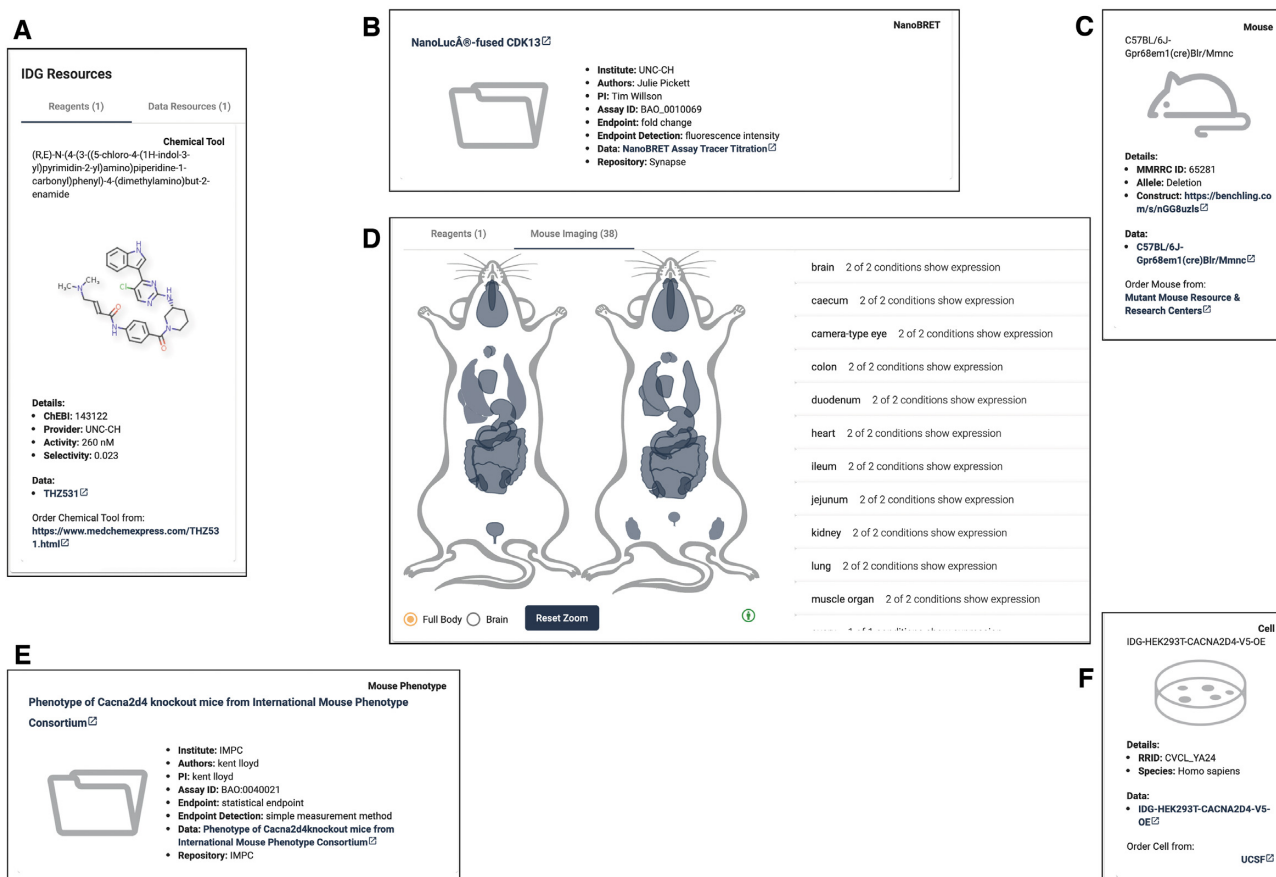 A
IDG Resources
Reagents (1)
Data Resources (1)
Chemical Tool
(R,E)-N-(4-(3-((5-chloro-4-(1H-indol-3-
yl)pyrimidin-2-yl)amino)piperidine-1-
carbonyl)phenyl)-4-(dimethylamino)but-2-
enamide
H
N
CH₃
H₃C
N
Cl
N
N
NH
O
N
H
N
O
Details:
• ChEBI: 143122
• Provider: UNC-CH
• Activity: 260 nM
• Selectivity: 0.023
Data:
• THZ531
Order Chemical Tool from:
https://www.medchemexpress.com/THZ53
1.html
B
NanoBRET
NanoLucÂ®-fused CDK13
• Institute: UNC-CH
• Authors: Julie Pickett
• PI: Tim Willson
• Assay ID: BAO_0010069
• Endpoint: fold change
• Endpoint Detection: fluorescence intensity
• Data: NanoBRET Assay Tracer Titration
• Repository: Synapse
C
Mouse
C57BL/6J-
Gpr68em1(cre)Blr/Mmnc
Details:
• MMRRC ID: 65281
• Allele: Deletion
• Construct: https://benchling.co
m/s/nGG8uzls
Data:
• C57BL/6J-
Gpr68em1(cre)Blr/Mmnc
Order Mouse from:
Mutant Mouse Resource &
Research Centers
D
Reagents (1)
Mouse Imaging (38)
brain 2 of 2 conditions show expression
caecum 2 of 2 conditions show expression
camera-type eye 2 of 2 conditions show expression
colon 2 of 2 conditions show expression
duodenum 2 of 2 conditions show expression
heart 2 of 2 conditions show expression
ileum 2 of 2 conditions show expression
jejunum 2 of 2 conditions show expression
kidney 2 of 2 conditions show expression
lung 2 of 2 conditions show expression
muscle organ 2 of 2 conditions show expression
Full Body
Brain
Reset Zoom
E
Mouse Phenotype
Phenotype of Cacna2d4 knockout mice from International Mouse Phenotype
Consortium
• Institute: IMPC
• Authors: kent lloyd
• PI: kent lloyd
• Assay ID: BAO:0040021
• Endpoint: statistical endpoint
• Endpoint Detection: simple measurement method
• Data: Phenotype of Cacna2d4knockout mice from
International Mouse Phenotype Consortium
• Repository: IMPC
F
Cell
IDG-HEK293T-CACNA2D4-V5-OE
Details:
• RRID: CVCL_YA24
• Species: Homo sapiens
Data:
• IDG-HEK293T-CACNA2D4-V5-
OE
Order Cell from:
UCSF